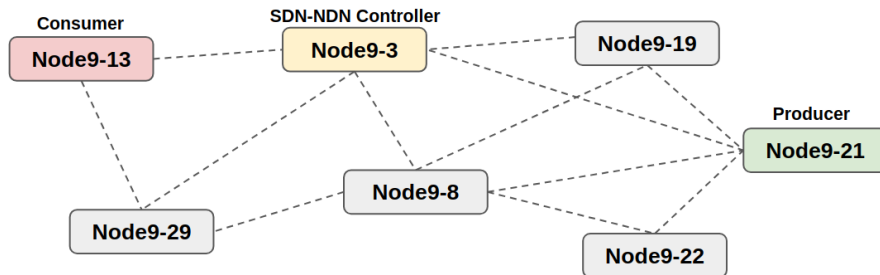 SDN-NDN Controller
Consumer
Node9-3
Node9-19
Node9-13
Producer
Node9-21
Node9-8
Node9-29
Node9-22